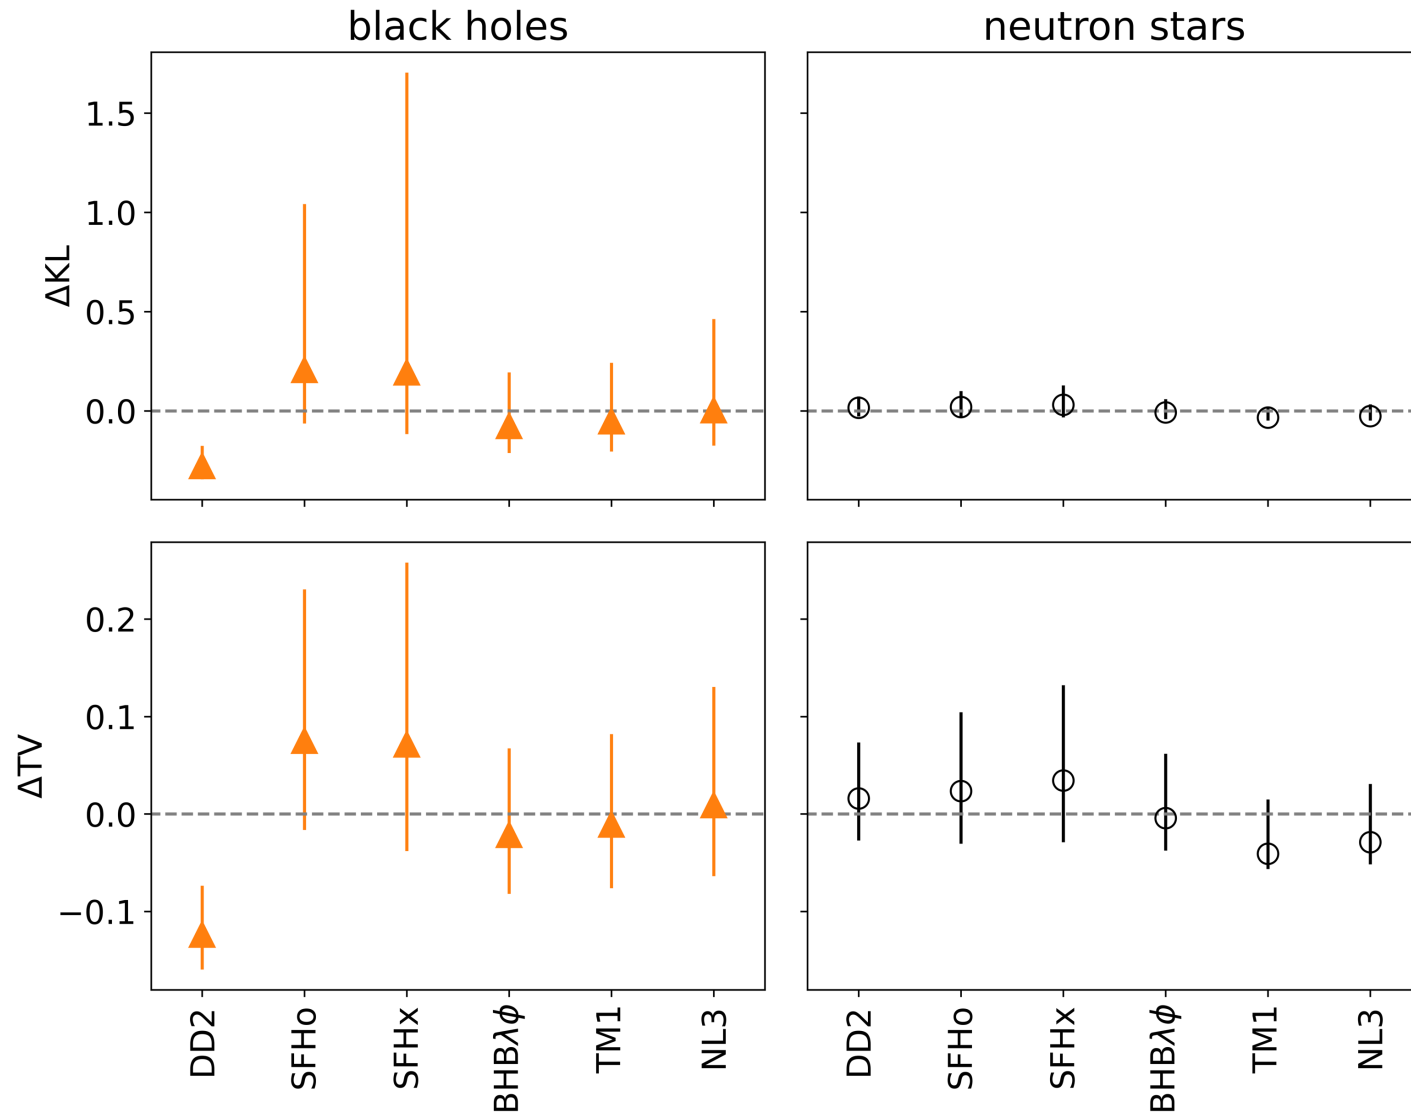 black holes
neutron stars
ΔKL
1.5
1.0
0.5
0.0
ΔTV
0.2
0.1
0.0
−0.1
DD2
SFHo
SFHx
BHBλϕ
TM1
NL3
DD2
SFHo
SFHx
BHBλϕ
TM1
NL3